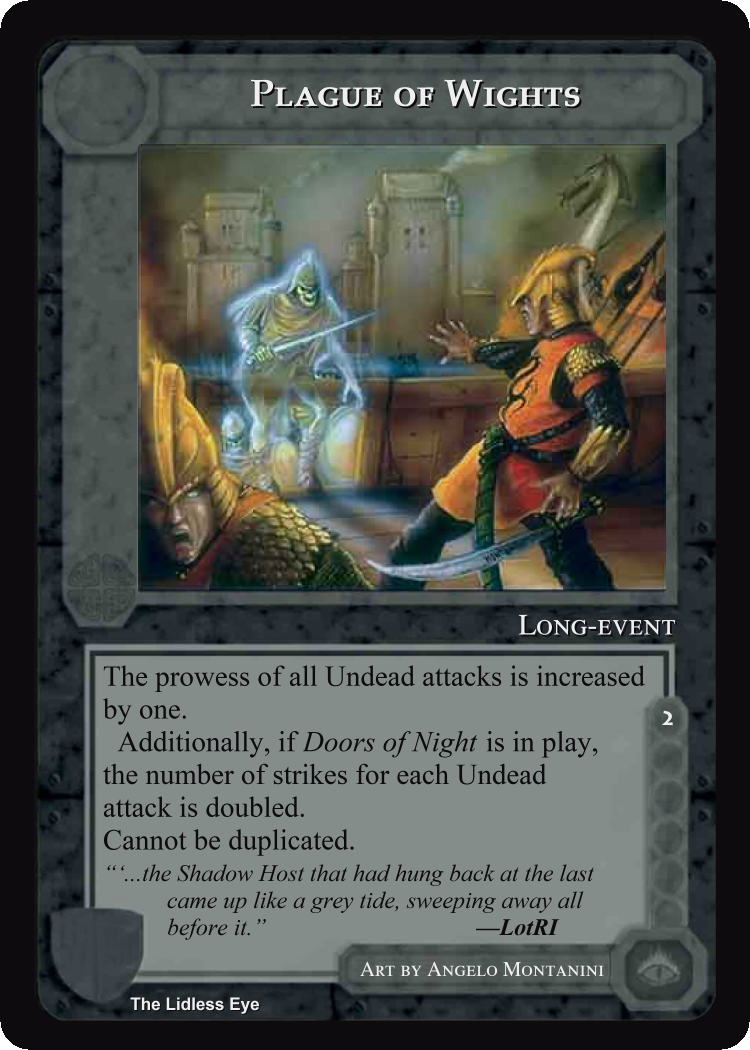 Plague of Wights
Long-event
The prowess of all Undead attacks is increased
by one.
Additionally, if Doors of Night is in play,
the number of strikes for each Undead
attack is doubled.
Cannot be duplicated.
2
“‘...the Shadow Host that had hung back at the last
came up like a grey tide, sweeping away all
before it.” —LotRI
Art by Angelo Montanini
The Lidless Eye